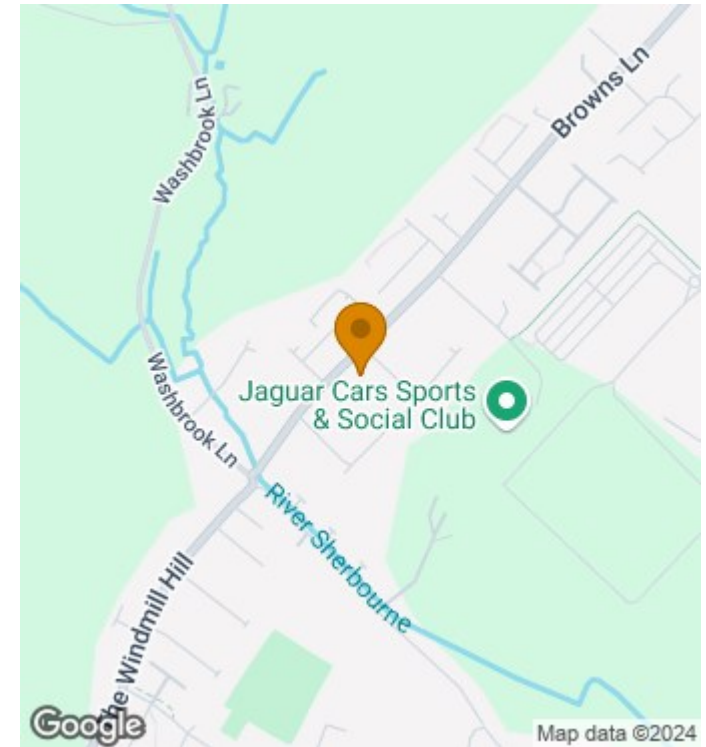 Washbrook Ln
Browns Ln
Jaguar Cars Sports
& Social Club
Washbrook Ln
River Sherbourne
The Windmill Hill
Google
Map data ©2024